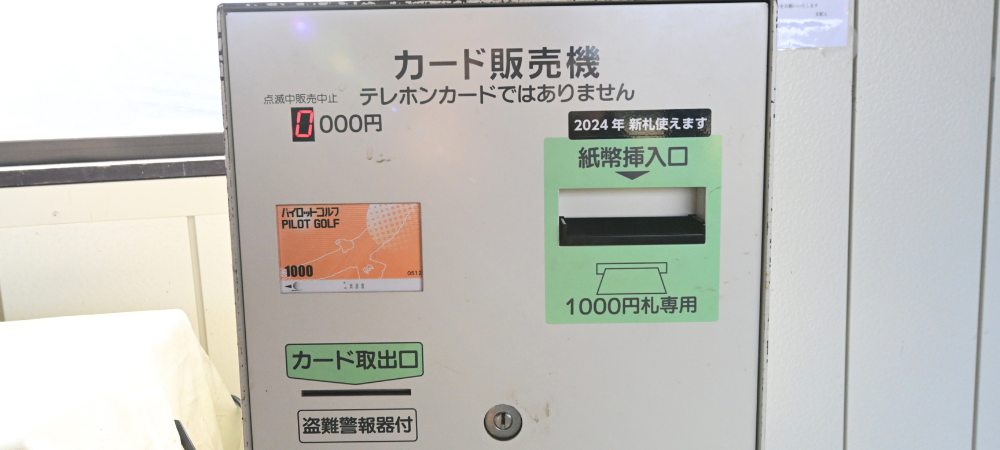 カード販売機
テレホンカードではありません
点滅中販売中止
0000円
2024年 新札使えます
紙幣挿入口
パイロットゴルフ
PILOT GOLF
1000
0612
1000円札専用
カード取出口
盗難警報器付